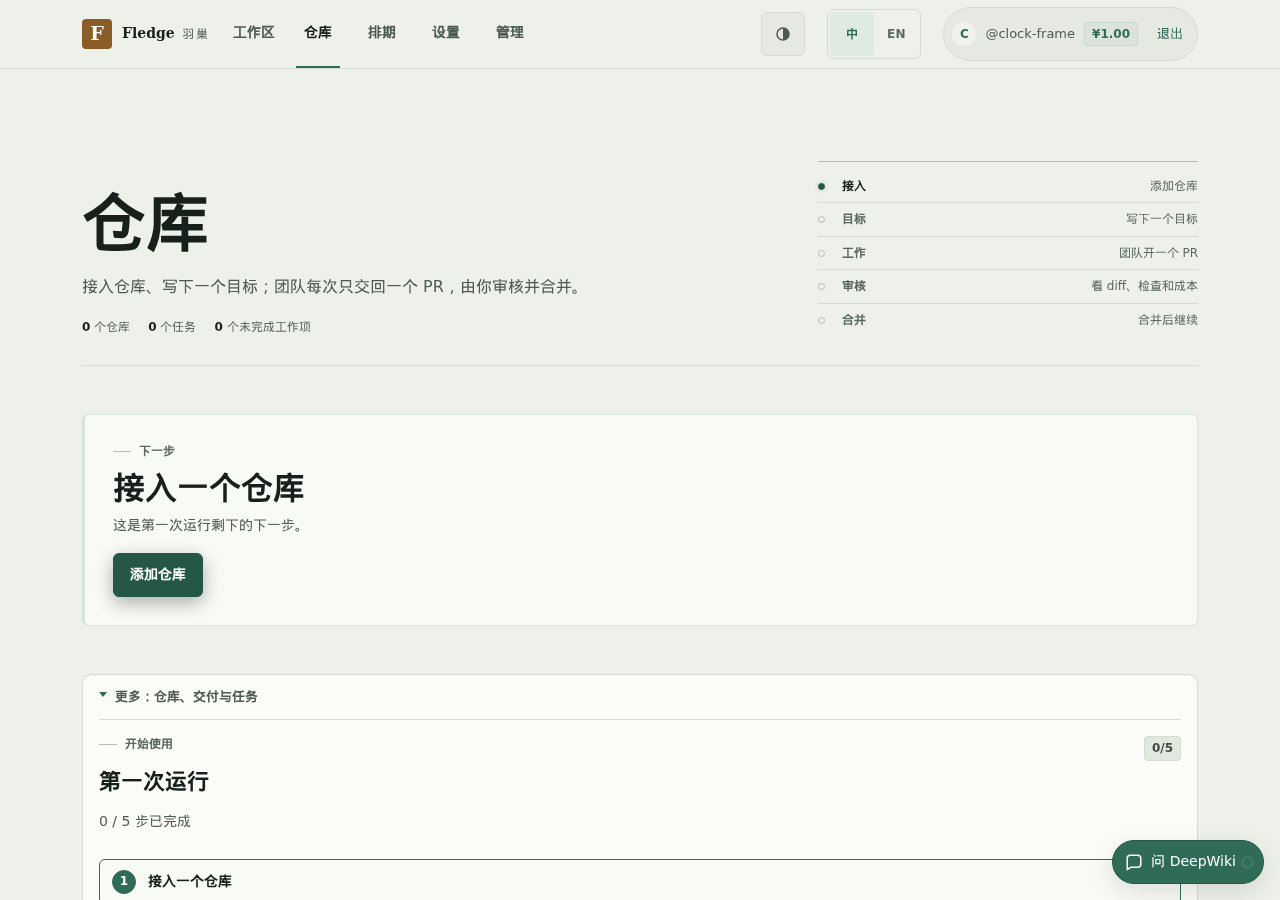 F Fledge 羽巢 工作区 仓库 排期 设置 管理 中 EN C @clock-frame ¥1.00 退出
仓库
接入仓库、写下一个目标；团队每次只交回一个 PR，由你审核并合并。
0 个仓库 0 个任务 0 个未完成工作项
接入 添加仓库
目标 写下一个目标
工作 团队开一个 PR
审核 看 diff、检查和成本
合并 合并后继续
下一步
接入一个仓库
这是第一次运行剩下的下一步。
添加仓库
更多：仓库、交付与任务
开始使用 0/5
第一次运行
0 / 5 步已完成
1 接入一个仓库
问 DeepWiki